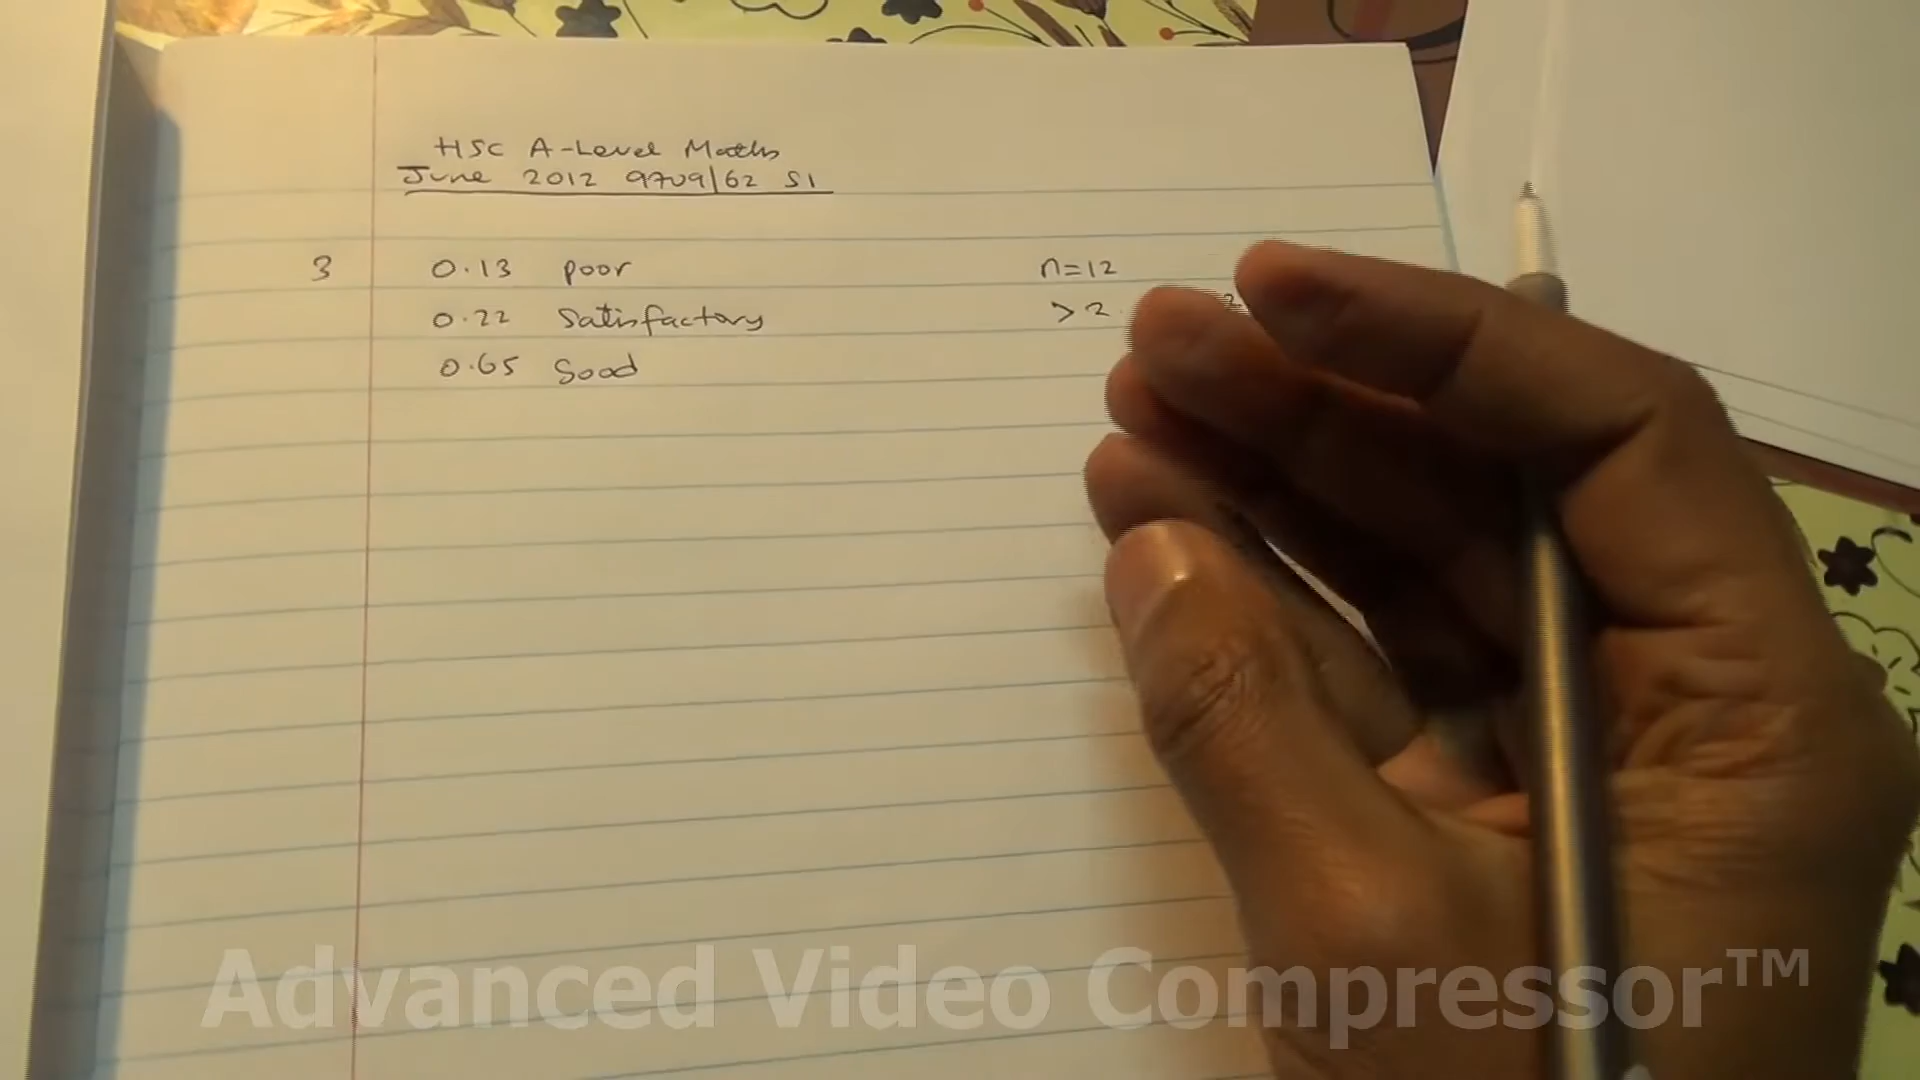 HSC A-Level Maths
June 2012 9709/62 S1
3 0.13 poor n=12
0.22 Satisfactory >2
0.65 Good
Advanced Video Compressor™